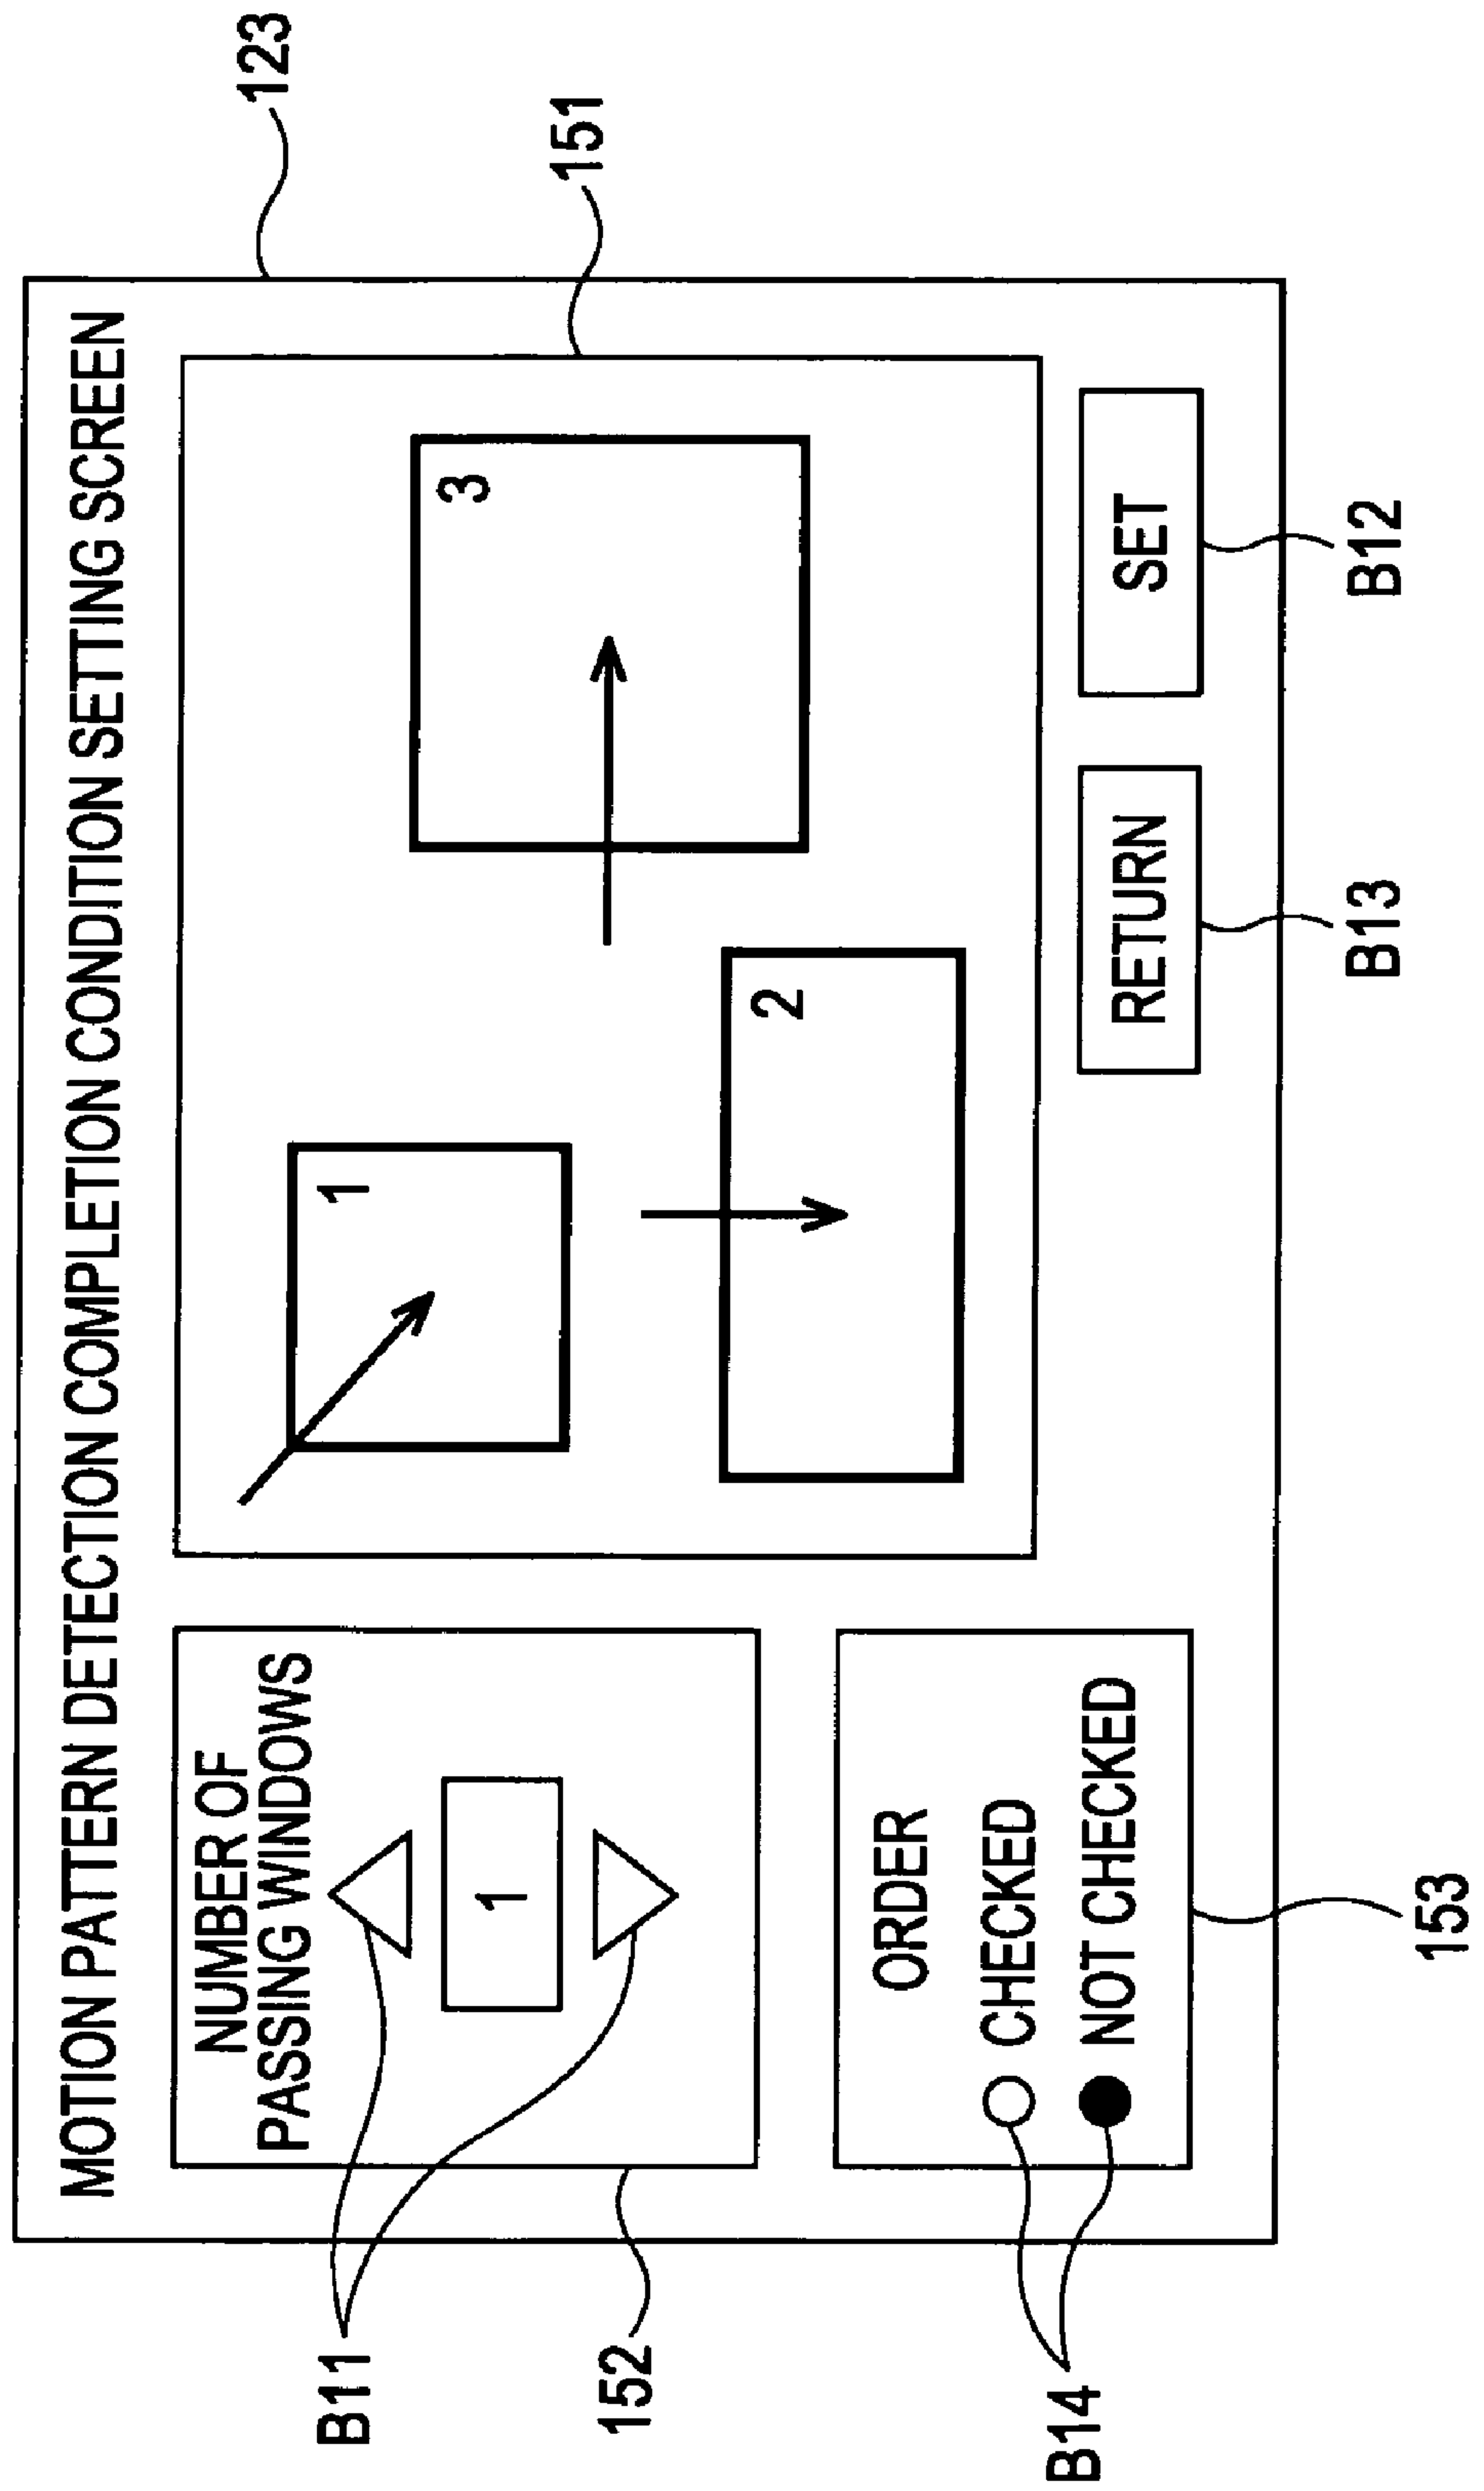 MOTION PATTERN DETECTION COMPLETION CONDITION SETTING SCREEN
123
151
NUMBER OF
PASSING WINDOWS
1
B11
152
1
2
3
ORDER
CHECKED
NOT CHECKED
B14
153
RETURN
SET
B13
B12